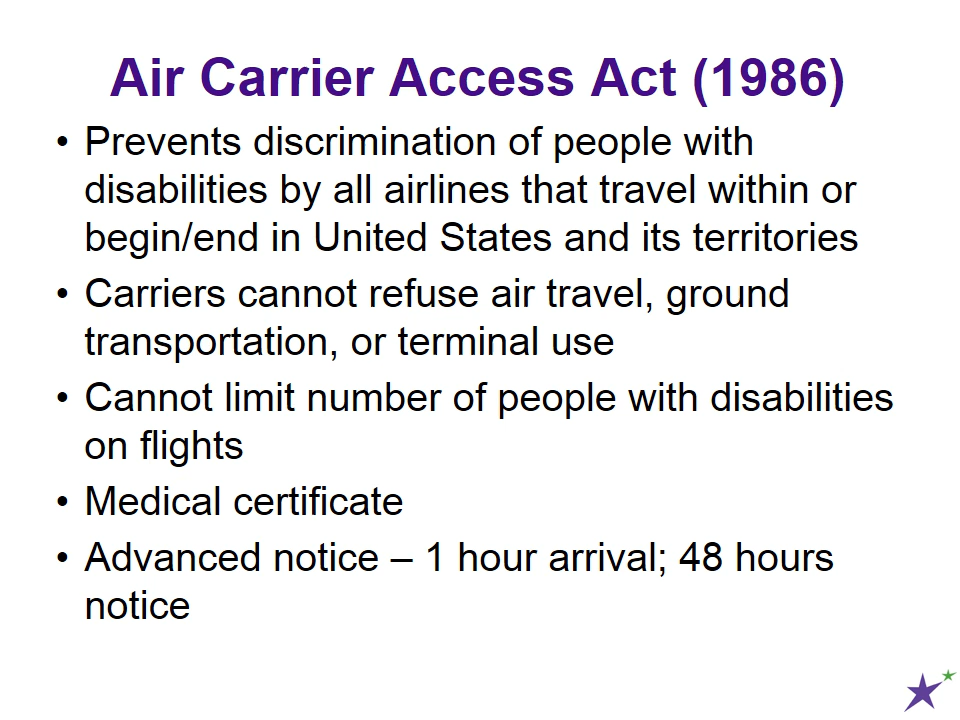 Air Carrier Access Act (1986)
• Prevents discrimination of people with
disabilities by all airlines that travel within or
begin/end in United States and its territories
• Carriers cannot refuse air travel, ground
transportation, or terminal use
• Cannot limit number of people with disabilities
on flights
• Medical certificate
• Advanced notice – 1 hour arrival; 48 hours
notice